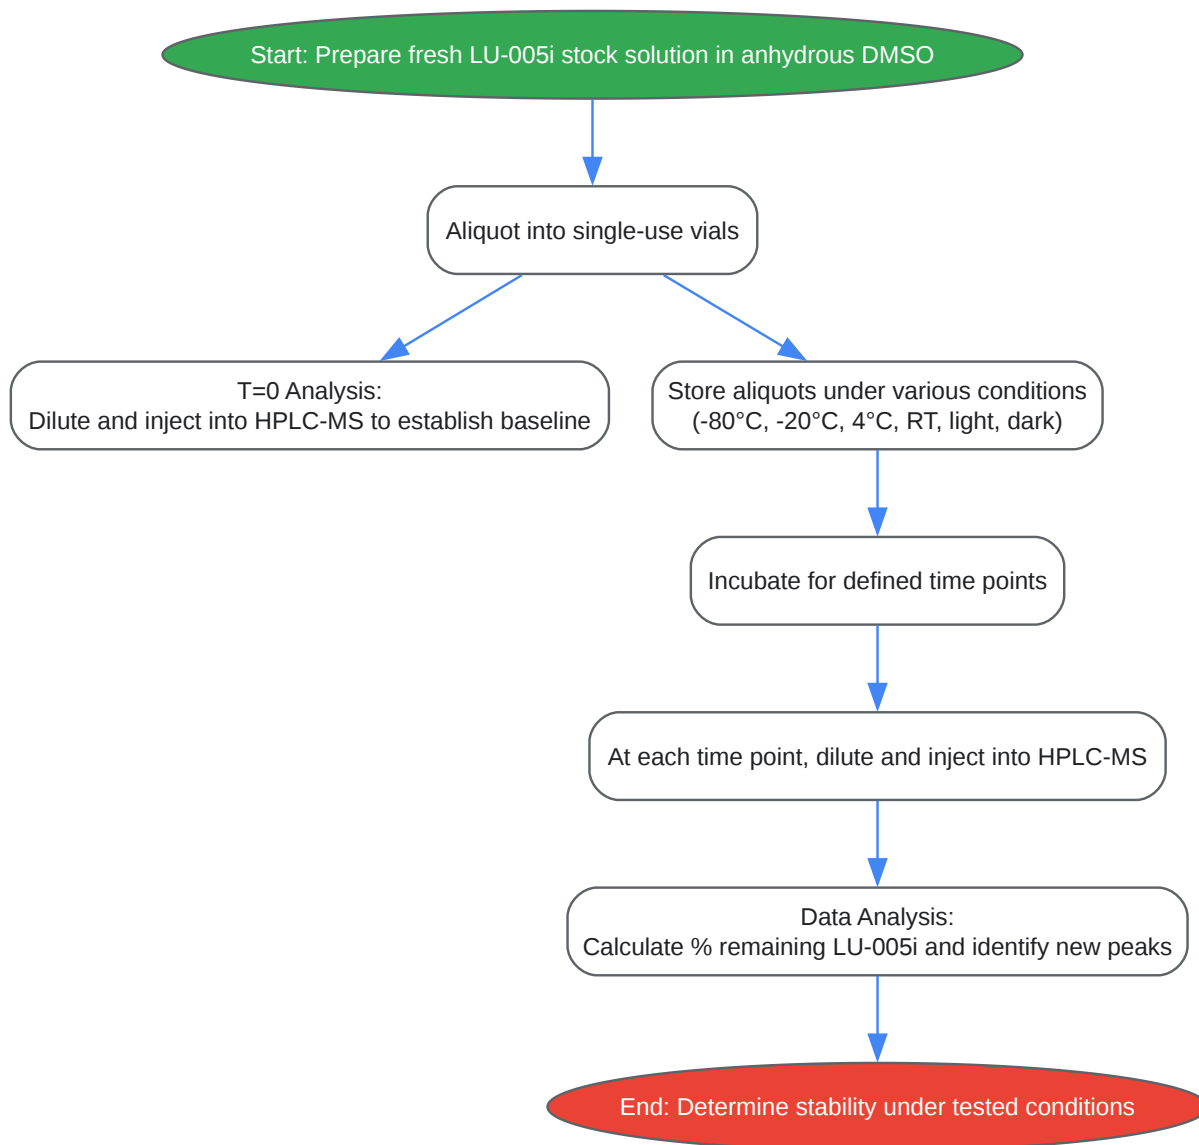 Start: Prepare fresh LU-005i stock solution in anhydrous DMSO
Aliquot into single-use vials
T=0 Analysis:
Dilute and inject into HPLC-MS to establish baseline
Store aliquots under various conditions
(-80°C, -20°C, 4°C, RT, light, dark)
Incubate for defined time points
At each time point, dilute and inject into HPLC-MS
Data Analysis:
Calculate % remaining LU-005i and identify new peaks
End: Determine stability under tested conditions